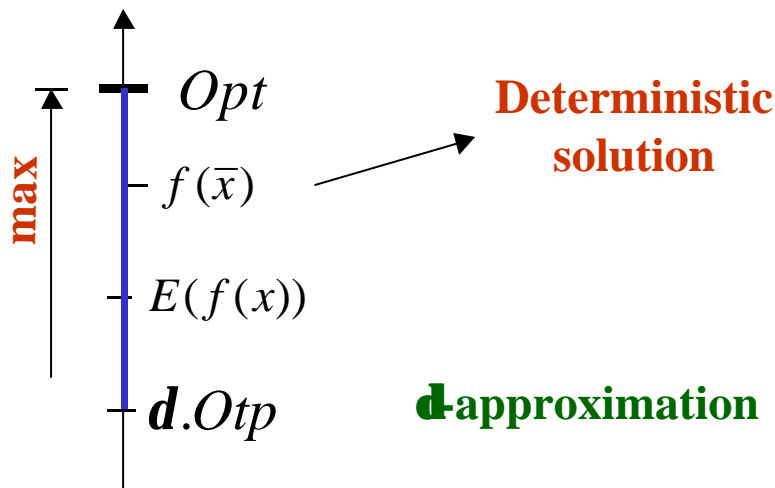 Opt
Deterministic
solution
max
f(x̄)
E(f(x))
d.Otp
d-approximation